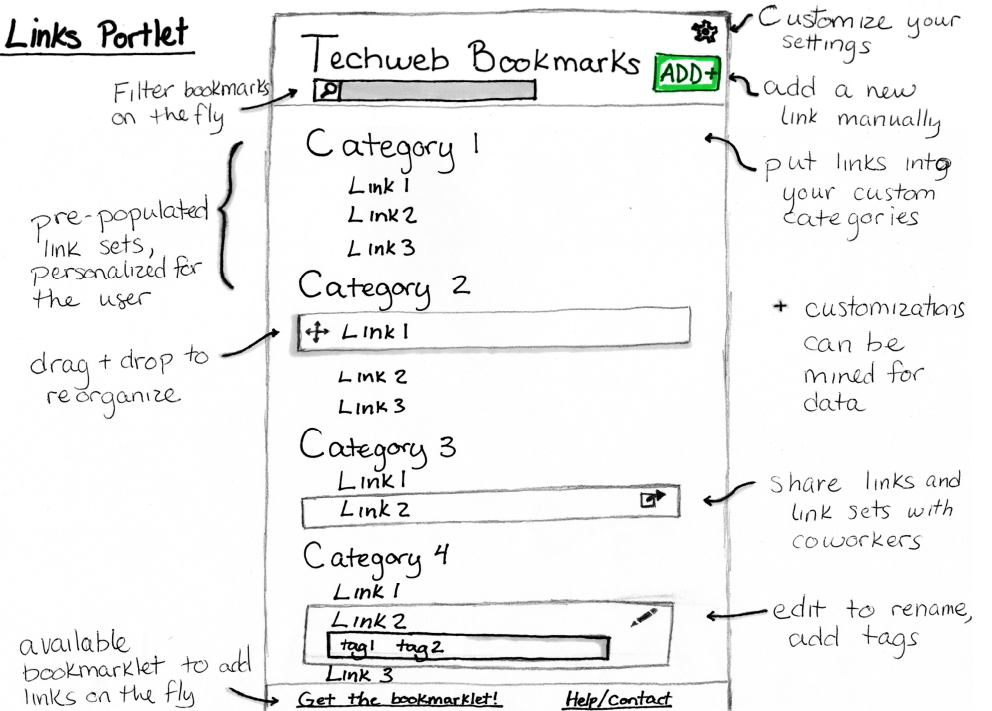 Links Portlet
Techweb Bookmarks
ADD+
Customize your
settings
Filter bookmarks
on the fly
add a new
link manually
put links into
your custom
categories
pre-populated
link sets,
personalized for
the user
Category 1
Link 1
Link 2
Link 3
Category 2
Link 1
Link 2
Link 3
drag + drop to
reorganize
+ customizations
can be
mined for
data
Category 3
Link 1
Link 2
share links and
link sets with
coworkers
Category 4
Link 1
Link 2
tag1 tag2
Link 3
edit to rename,
add tags
available
bookmarklet to add
links on the fly
Get the bookmarklet!
Help/Contact